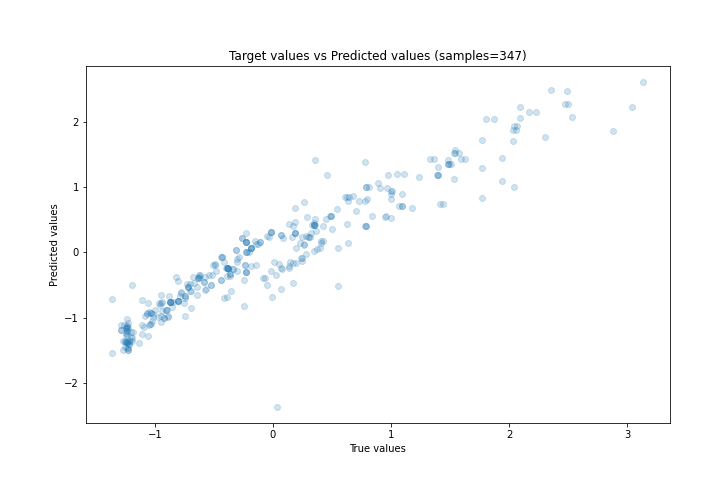 Target values vs Predicted values (samples=347)
Predicted values
2
1
0
−1
−2
−1 0 1 2 3
True values